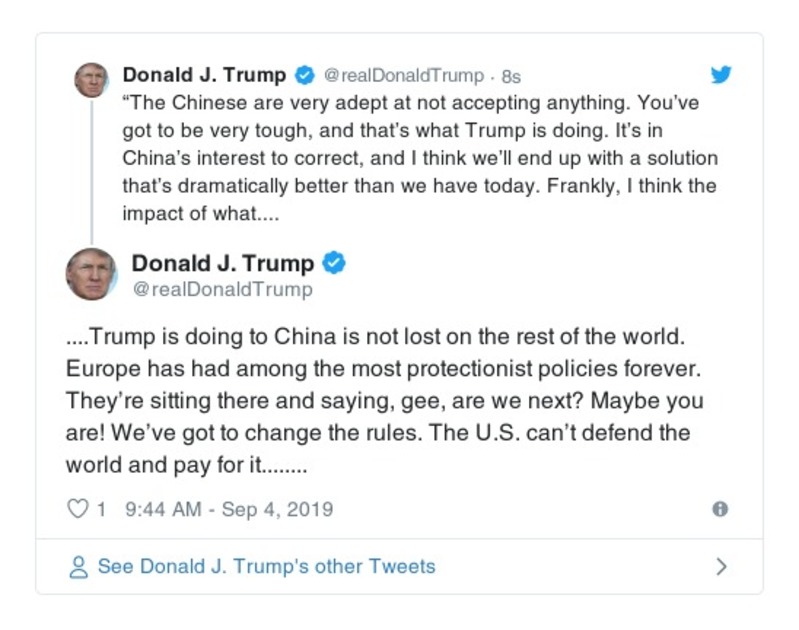 Donald J. Trump @realDonaldTrump · 8s
“The Chinese are very adept at not accepting anything. You’ve
got to be very tough, and that’s what Trump is doing. It’s in
China’s interest to correct, and I think we’ll end up with a solution
that’s dramatically better than we have today. Frankly, I think the
impact of what....
Donald J. Trump
@realDonaldTrump
....Trump is doing to China is not lost on the rest of the world.
Europe has had among the most protectionist policies forever.
They’re sitting there and saying, gee, are we next? Maybe you
are! We’ve got to change the rules. The U.S. can’t defend the
world and pay for it........
1 9:44 AM - Sep 4, 2019
See Donald J. Trump's other Tweets